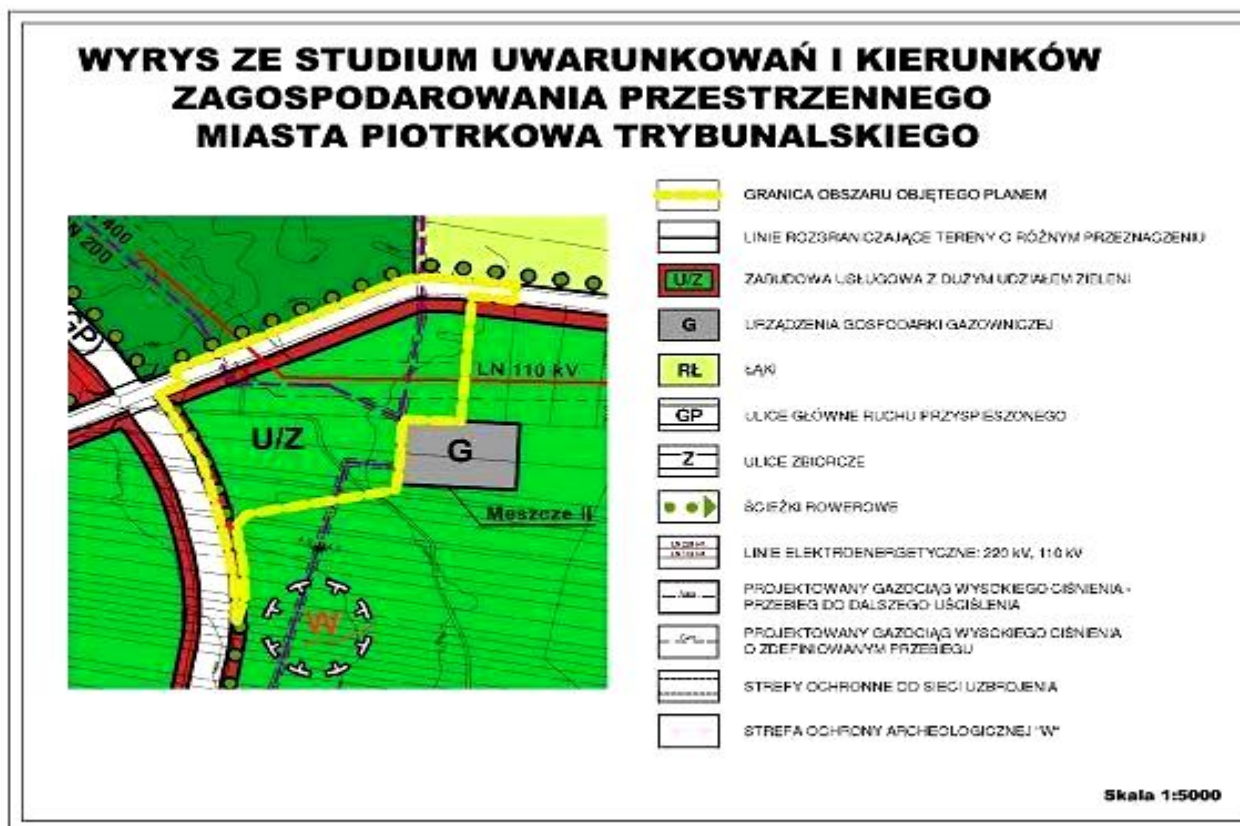 WYRYS ZE STUDIUM UWARUNKOWAŃ I KIERUNKÓW
ZAGOSPODAROWANIA PRZESTRZENNEGO
MIASTA PIOTRKOWA TRYBUNALSKIEGO
400
N 200
GP)
LN 110 kV
U/Z
G
Meszcze II
W
GRANICA OBSZARU OBJĘTEGO PLANEM
LINIE ROZGRANICZAJĄCE TERENY O RÓŻNYM PRZEZNACZENIU
U/Z ZABUDOWA USŁUGOWA Z DUŻYM UDZIAŁEM ZIELENI
G URZĄDZENIA GOSPODARKI GAZOWNICZEJ
RŁ ŁĄKI
GP ULICE GŁÓWNE RUCHU PRZYSPIESZONEGO
Z ULICE ZBIORCZE
ŚCIEŻKI ROWEROWE
LINIE ELEKTROENERGETYCZNE: 220 kV, 110 kV
PROJEKTOWANY GAZOCIĄG WYSOKIEGO CIŚNIENIA -
PRZEBIEG DO DALSZEGO UŚCIŚLENIA
PROJEKTOWANY GAZOCIĄG WYSOKIEGO CIŚNIENIA
O ZDEFINIOWANYM PRZEBIEGU
STREFY OCHRONNE OD SIECI UZBROJENIA
STREFA OCHRONY ARCHEOLOGICZNEJ "W"
Skala 1:5000